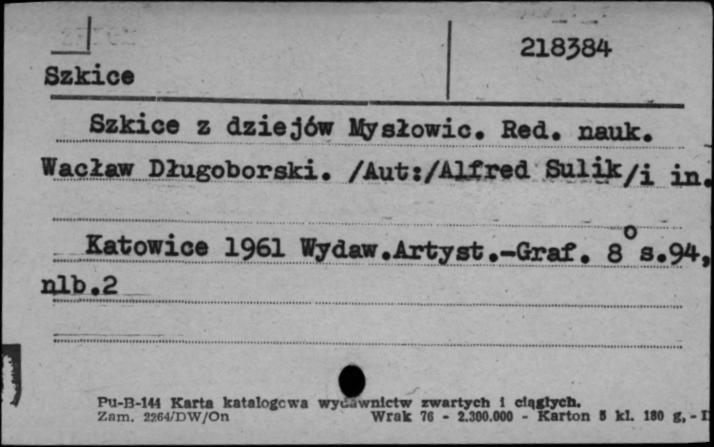 218384
Szkice
Szkice z dziejów Mysłowic. Red. nauk.
Wacław Długoborski. /Aut:/Alfred Sulik/i in.
Katowice 1961 Wydaw.Artyst.-Graf. 8° s.94,
nlb.2
Pu-B-144 Karta katalogowa wydawnictw zwartych i ciągłych.
Zam. 2264/DW/On Wrak 76 - 2.300.000 - Karton 5 kl. 180 g, -